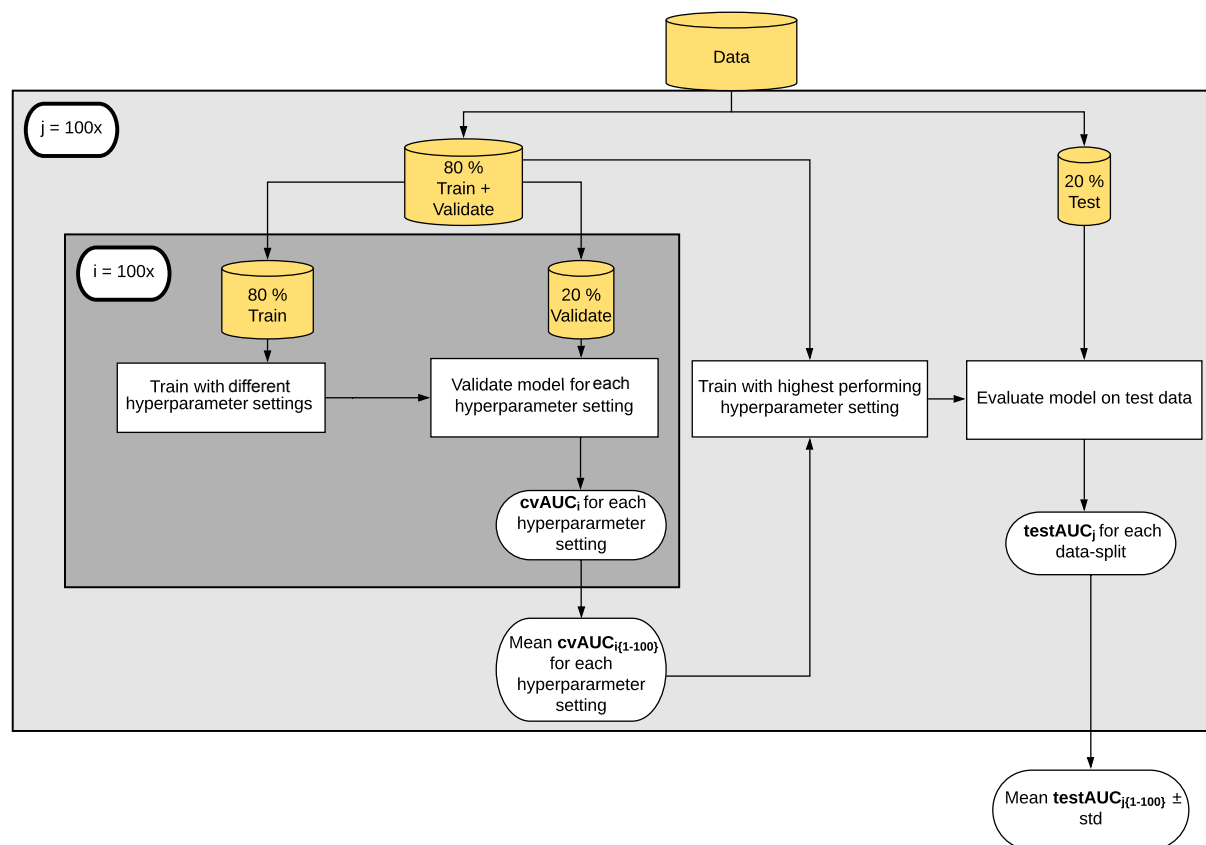 Data
j = 100x
80 %
Train +
Validate
20 %
Test
i = 100x
80 %
Train
20 %
Validate
Train with different
hyperparameter settings
Validate model for each
hyperparameter setting
Train with highest performing
hyperparameter setting
Evaluate model on test data
cvAUCi for each
hyperpararmeter
setting
testAUCj for each
data-split
Mean cvAUCi{1-100}
for each
hyperpararmeter
setting
Mean testAUCj{1-100} ±
std